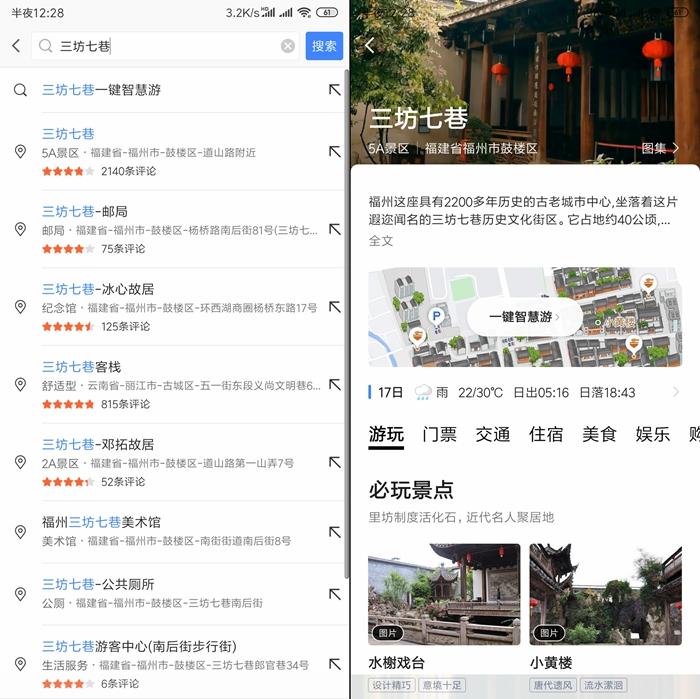 半夜12:28
3.2K/s
HD
61
三坊七巷
搜索
三坊七巷一键智慧游
三坊七巷
5A景区·福建省-福州市-鼓楼区-道山路附近
2140条评论
三坊七巷-邮局
邮局·福建省-福州市-鼓楼区-杨桥路南后街81号(三坊七...
75条评论
三坊七巷-冰心故居
纪念馆·福建省-福州市-鼓楼区-环西湖商圈杨桥东路17号
125条评论
三坊七巷客栈
舒适型·云南省-丽江市-古城区-五一街东段义尚文明巷6...
815条评论
三坊七巷-邓拓故居
2A景区·福建省-福州市-鼓楼区-道山路第一山弄7号
52条评论
福州三坊七巷美术馆
美术馆·福建省-福州市-鼓楼区-南街街道南后街8号
三坊七巷-公共厕所
公厕·福建省-福州市-鼓楼区-三坊七巷南后街
三坊七巷游客中心(南后街步行街)
生活服务·福建省-福州市-鼓楼区-三坊七巷郎官巷34号
6条评论
半夜12:28
三坊七巷
5A景区 | 福建省福州市鼓楼区
图集
福州这座具有2200多年历史的古老城市中心,坐落着这片
遐迩闻名的三坊七巷历史文化街区。它占地约40公顷,...
全文
P
一键智慧游
小黄楼
17日
雨 22/30℃ 日出05:16 日落18:43
游玩 门票 交通 住宿 美食 娱乐 购
必玩景点
里坊制度活化石，近代名人聚居地
图片
图片
水榭戏台
小黄楼
设计精巧 意境十足
唐代遗风 流水潆洄